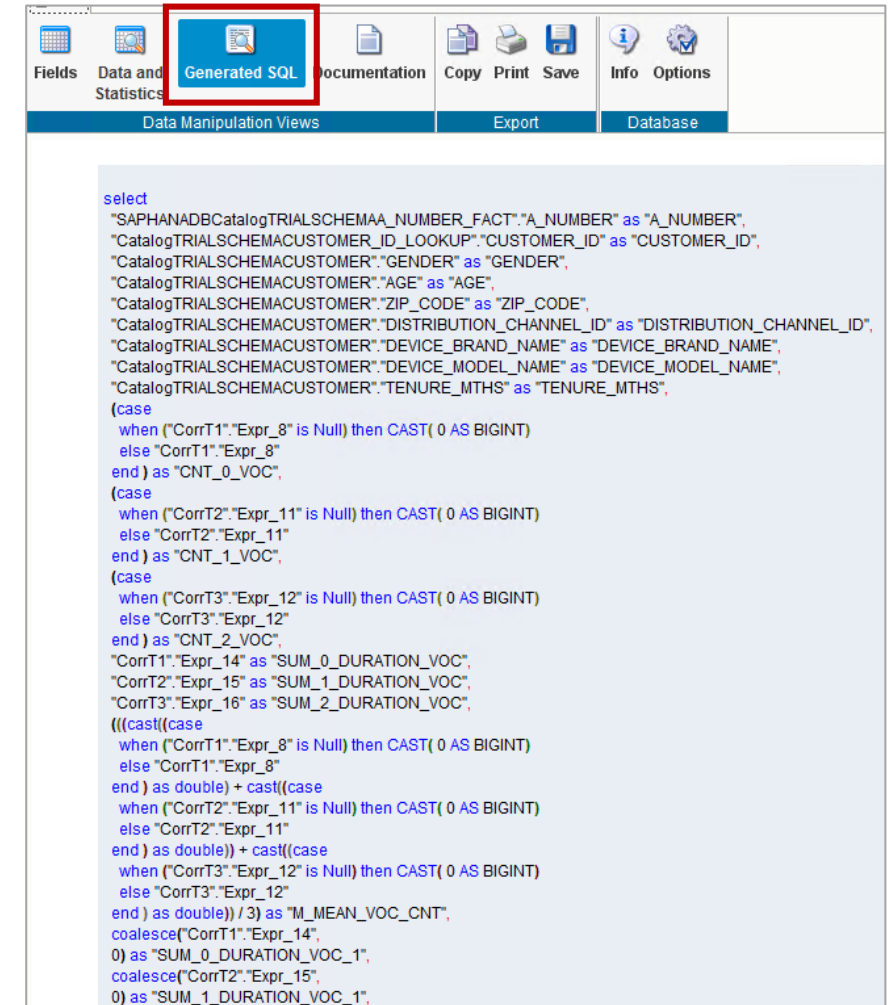 Fields Data and Generated SQL Documentation Copy Print Save Info Options
Statistics
Data Manipulation Views Export Database
select
"SAPHANADBCatalogTRIALSCHEMAA_NUMBER_FACT"."A_NUMBER" as "A_NUMBER",
"CatalogTRIALSCHEMACUSTOMER_ID_LOOKUP"."CUSTOMER_ID" as "CUSTOMER_ID",
"CatalogTRIALSCHEMACUSTOMER"."GENDER" as "GENDER",
"CatalogTRIALSCHEMACUSTOMER"."AGE" as "AGE",
"CatalogTRIALSCHEMACUSTOMER"."ZIP_CODE" as "ZIP_CODE",
"CatalogTRIALSCHEMACUSTOMER"."DISTRIBUTION_CHANNEL_ID" as "DISTRIBUTION_CHANNEL_ID",
"CatalogTRIALSCHEMACUSTOMER"."DEVICE_BRAND_NAME" as "DEVICE_BRAND_NAME",
"CatalogTRIALSCHEMACUSTOMER"."DEVICE_MODEL_NAME" as "DEVICE_MODEL_NAME",
"CatalogTRIALSCHEMACUSTOMER"."TENURE_MTHS" as "TENURE_MTHS",
(case
when ("CorrT1"."Expr_8" is Null) then CAST( 0 AS BIGINT)
else "CorrT1"."Expr_8"
end ) as "CNT_0_VOC",
(case
when ("CorrT2"."Expr_11" is Null) then CAST( 0 AS BIGINT)
else "CorrT2"."Expr_11"
end ) as "CNT_1_VOC",
(case
when ("CorrT3"."Expr_12" is Null) then CAST( 0 AS BIGINT)
else "CorrT3"."Expr_12"
end ) as "CNT_2_VOC",
"CorrT1"."Expr_14" as "SUM_0_DURATION_VOC",
"CorrT2"."Expr_15" as "SUM_1_DURATION_VOC",
"CorrT3"."Expr_16" as "SUM_2_DURATION_VOC",
(((cast((case
when ("CorrT1"."Expr_8" is Null) then CAST( 0 AS BIGINT)
else "CorrT1"."Expr_8"
end ) as double) + cast((case
when ("CorrT2"."Expr_11" is Null) then CAST( 0 AS BIGINT)
else "CorrT2"."Expr_11"
end ) as double)) + cast((case
when ("CorrT3"."Expr_12" is Null) then CAST( 0 AS BIGINT)
else "CorrT3"."Expr_12"
end ) as double)) / 3) as "M_MEAN_VOC_CNT",
coalesce("CorrT1"."Expr_14",
0) as "SUM_0_DURATION_VOC_1",
coalesce("CorrT2"."Expr_15",
0) as "SUM_1_DURATION_VOC_1",